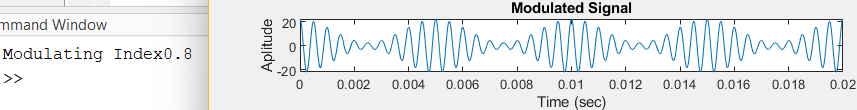 mmand Window
Modulating Index0.8
>>
Modulated Signal
Aplitude
20
0
-20
0 0.002 0.004 0.006 0.008 0.01 0.012 0.014 0.016 0.018 0.02
Time (sec)